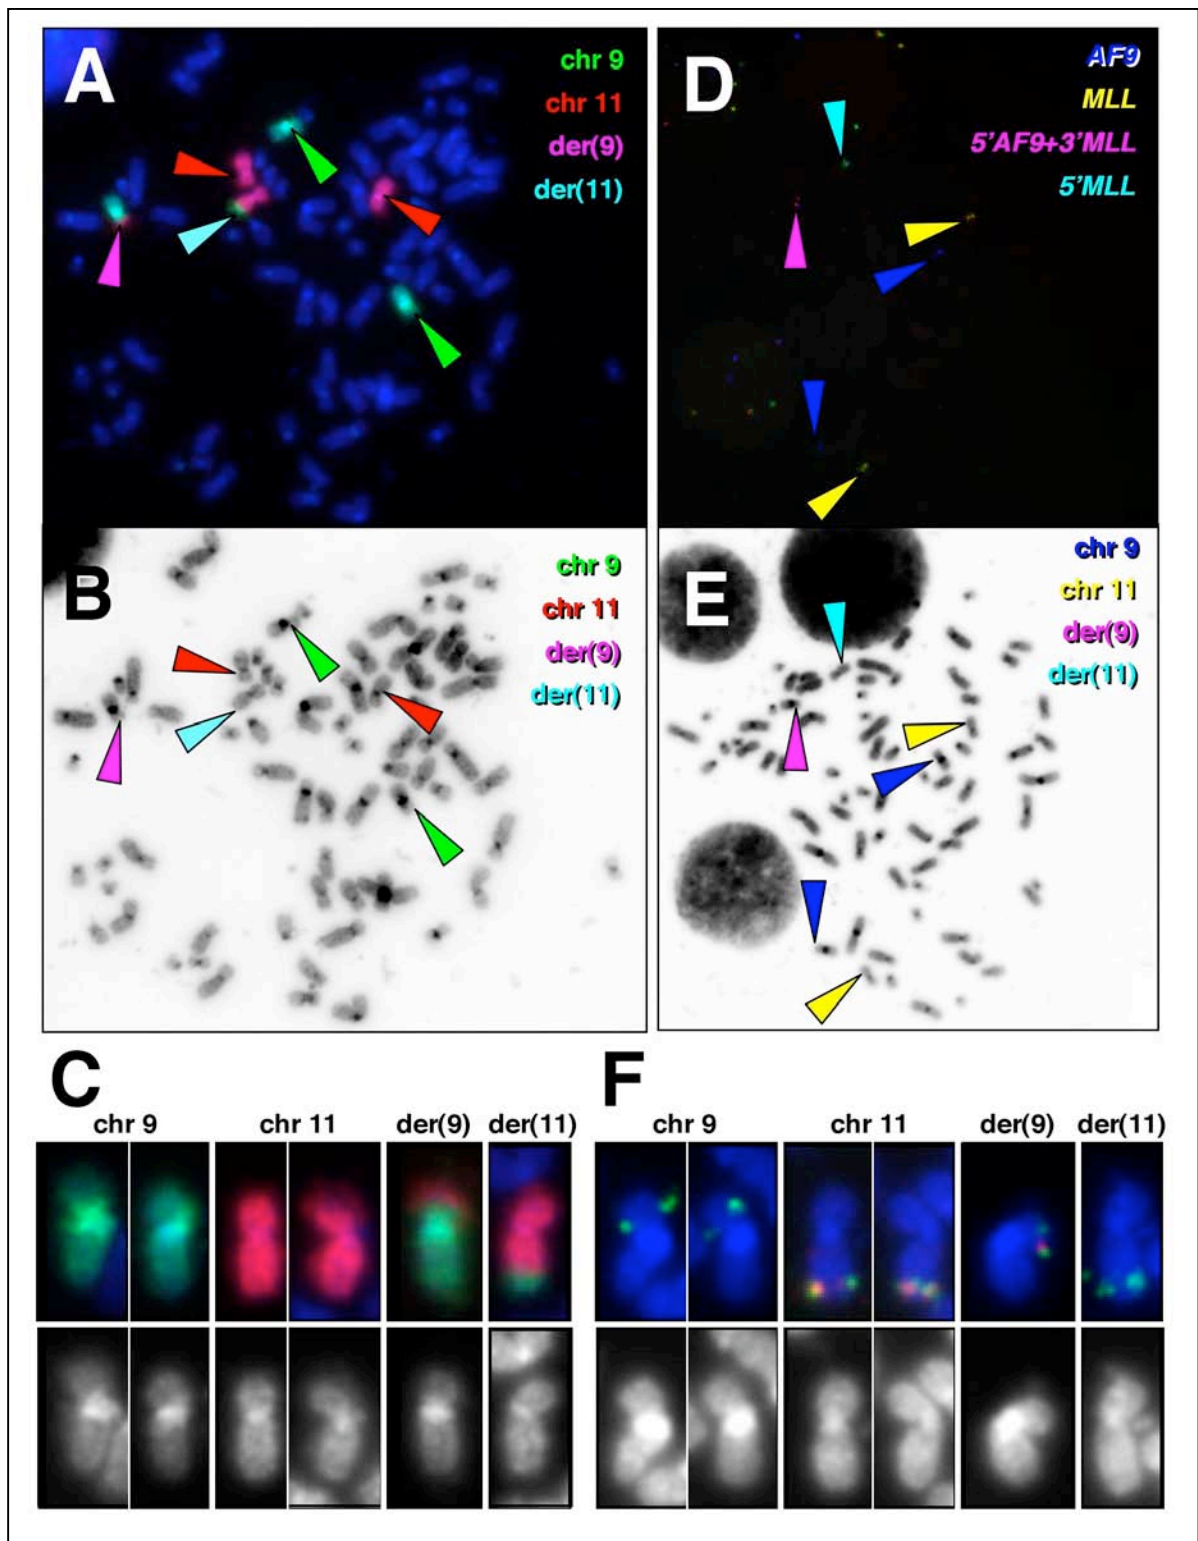 A
chr 9
chr 11
der(9)
der(11)
D
AF9
MLL
5'AF9+3'MLL
5'MLL
B
chr 9
chr 11
der(9)
der(11)
E
chr 9
chr 11
der(9)
der(11)
C
chr 9 chr 11 der(9) der(11)
F
chr 9 chr 11 der(9) der(11)